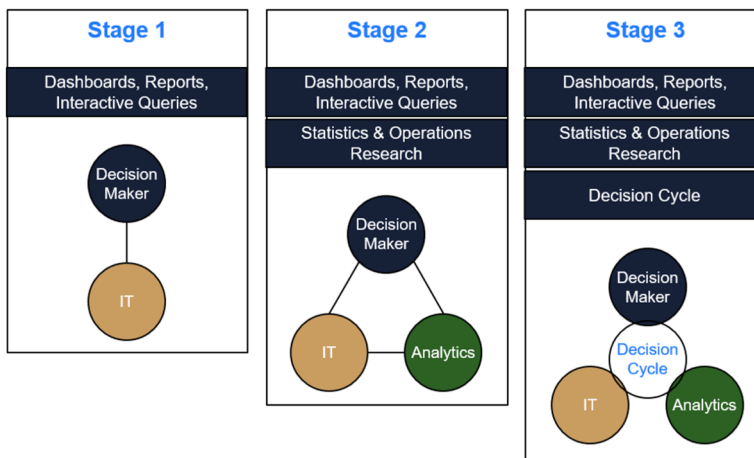 Stage 1
Dashboards, Reports,
Interactive Queries
Decision
Maker
IT
Stage 2
Dashboards, Reports,
Interactive Queries
Statistics & Operations
Research
Decision
Maker
IT
Analytics
Stage 3
Dashboards, Reports,
Interactive Queries
Statistics & Operations
Research
Decision Cycle
Decision
Maker
Decision
Cycle
IT
Analytics